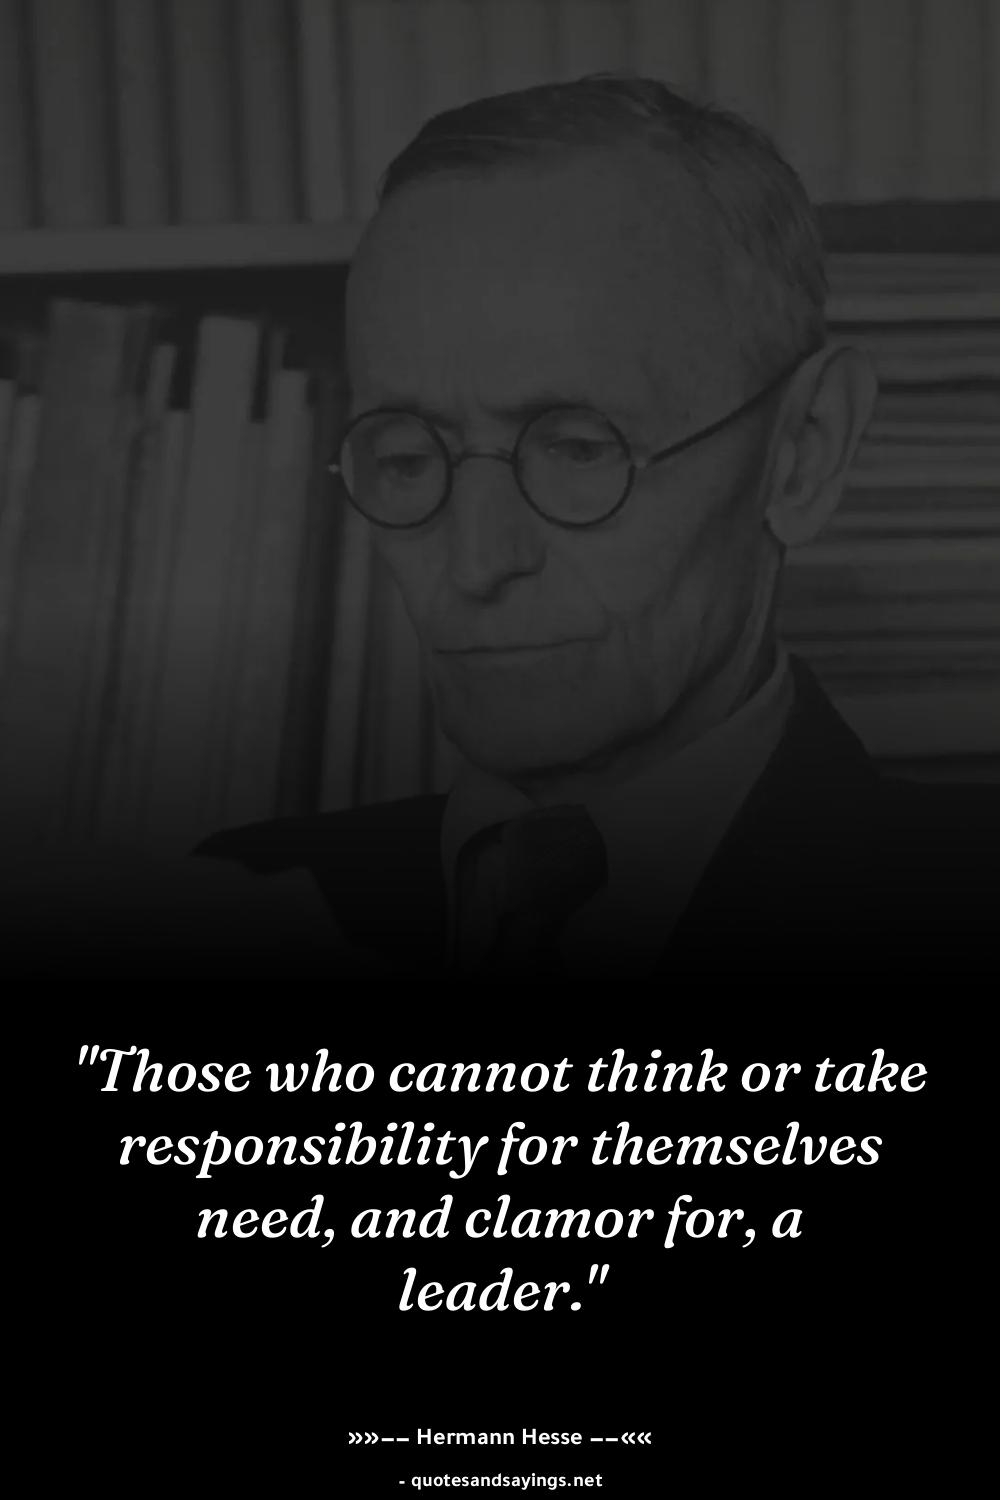 "Those who cannot think or take
responsibility for themselves
need, and clamor for, a
leader."
»»−− Hermann Hesse −−««
- quotesandsayings.net